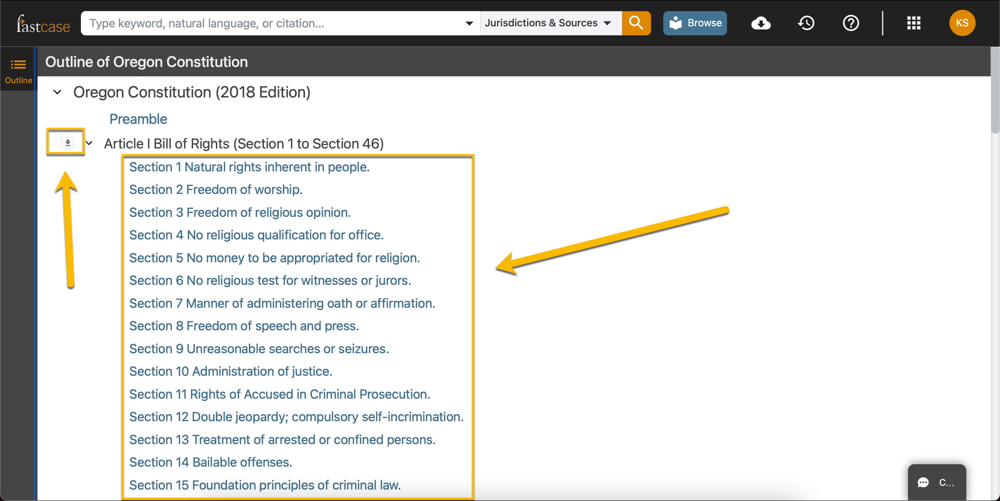 fastcase
Type keyword, natural language, or citation...
Jurisdictions & Sources
Browse
KS
Outline
Outline of Oregon Constitution
Oregon Constitution (2018 Edition)
Preamble
Article I Bill of Rights (Section 1 to Section 46)
Section 1 Natural rights inherent in people.
Section 2 Freedom of worship.
Section 3 Freedom of religious opinion.
Section 4 No religious qualification for office.
Section 5 No money to be appropriated for religion.
Section 6 No religious test for witnesses or jurors.
Section 7 Manner of administering oath or affirmation.
Section 8 Freedom of speech and press.
Section 9 Unreasonable searches or seizures.
Section 10 Administration of justice.
Section 11 Rights of Accused in Criminal Prosecution.
Section 12 Double jeopardy; compulsory self-incrimination.
Section 13 Treatment of arrested or confined persons.
Section 14 Bailable offenses.
Section 15 Foundation principles of criminal law.
C...